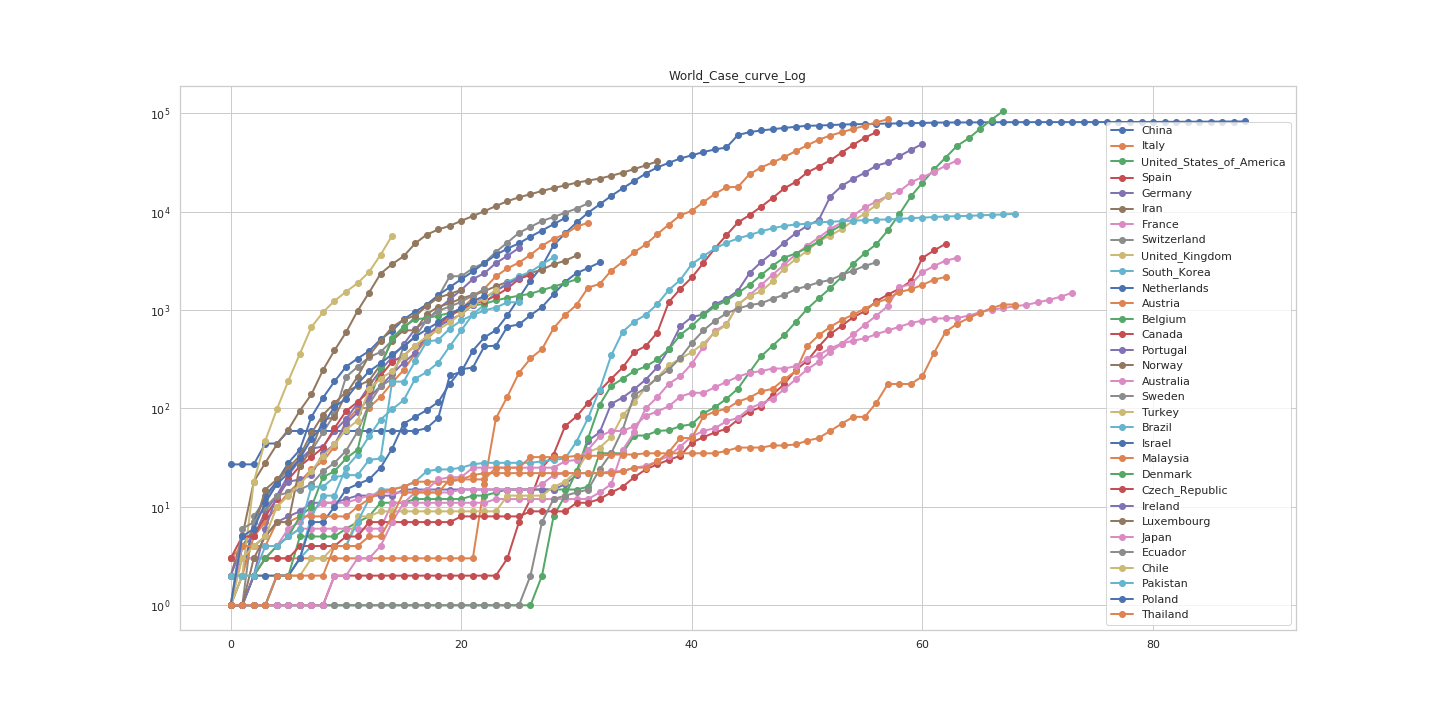 World_Case_curve_Log
10^5
10^4
10^3
10^2
10^1
10^0
0 20 40 60 80
China
Italy
United_States_of_America
Spain
Germany
Iran
France
Switzerland
United_Kingdom
South_Korea
Netherlands
Austria
Belgium
Canada
Portugal
Norway
Australia
Sweden
Turkey
Brazil
Israel
Malaysia
Denmark
Czech_Republic
Ireland
Luxembourg
Japan
Ecuador
Chile
Pakistan
Poland
Thailand